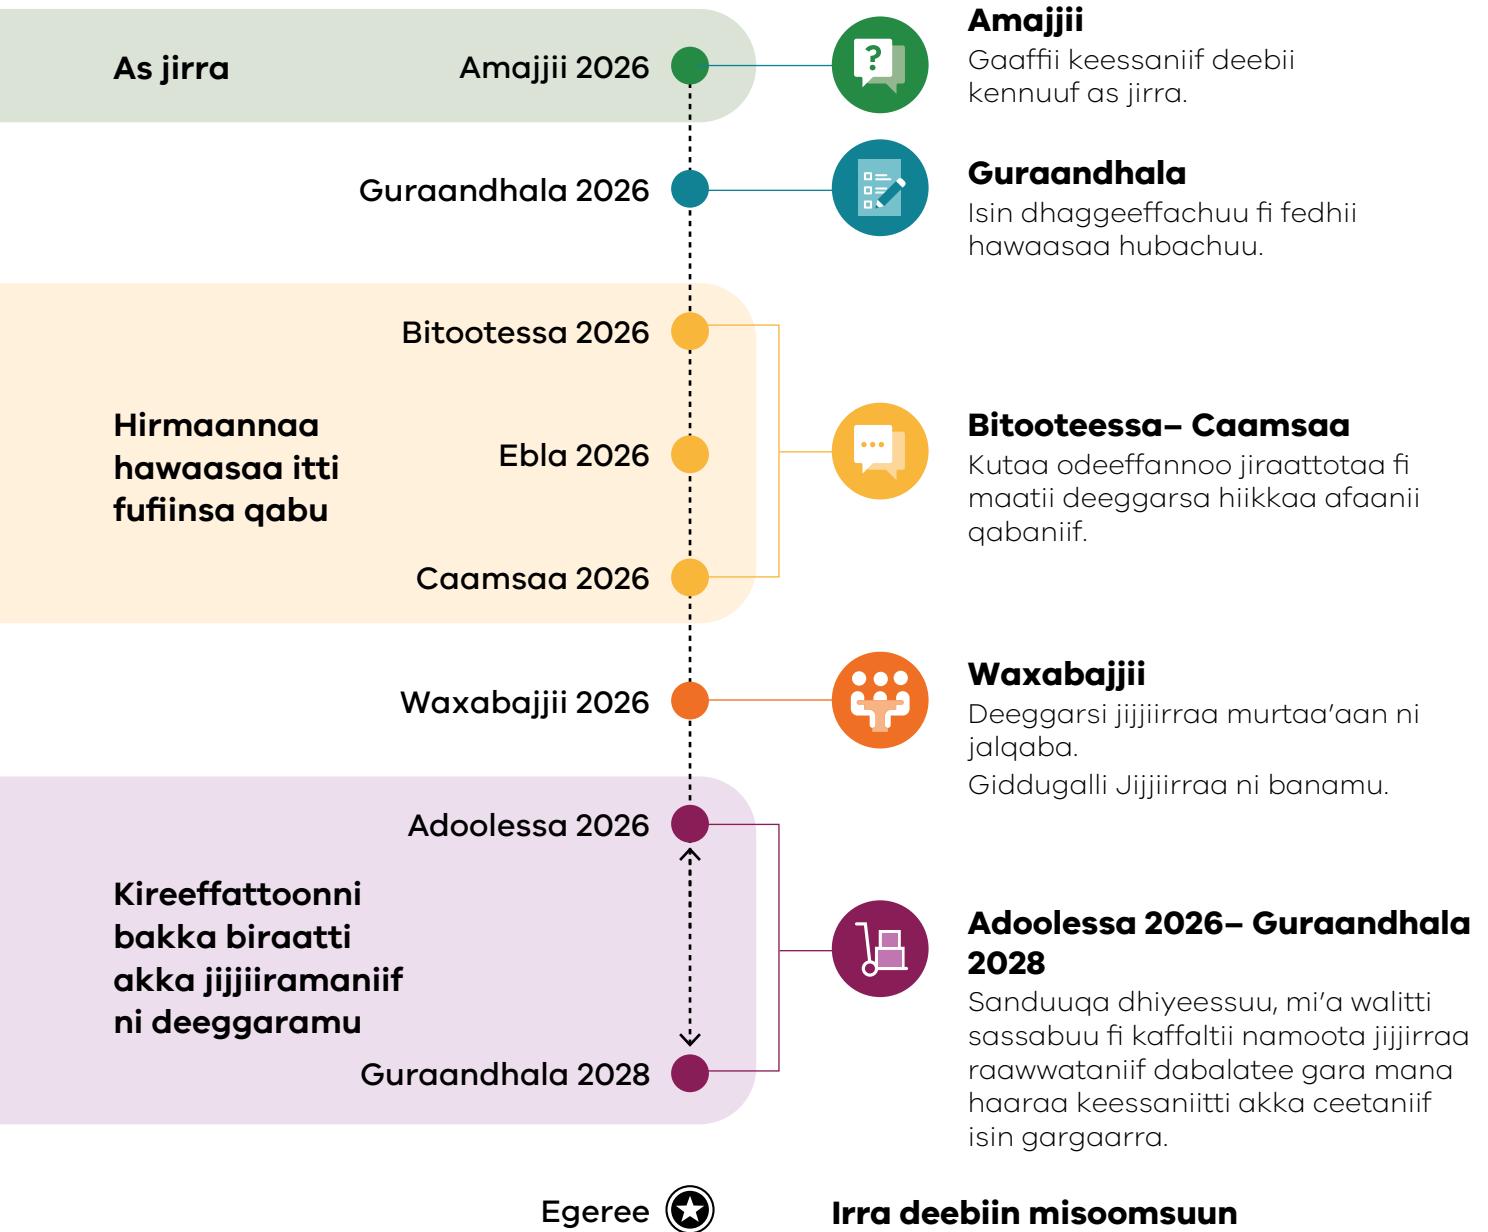 As jirra
Amajjii 2026
Amajjii
Gaaffii keessaniif deebii
kennuuf as jirra.
Guraandhala 2026
Guraandhala
Isin dhaggeeffachuu fi fedhii
hawaasaa hubachuu.
Hirmaannaa
hawaasaa itti
fufiinsa qabu
Bitootessa 2026
Ebla 2026
Caamsaa 2026
Bitooteessa– Caamsaa
Kutaa odeeffannoo jiraattotaa fi
maatii deeggarsa hiikkaa afaanii
qabaniif.
Waxabajjii 2026
Waxabajjii
Deeggarsi jijjiirraa murtaa’aan ni
jalqaba.
Giddugalli Jijjiirraa ni banamu.
Kireeffattoonni
bakka biraatti
akka jijjiiramaniif
ni deeggaramu
Adoolessa 2026
Guraandhala 2028
Adoolessa 2026– Guraandhala
2028
Sanduuqa dhiyeessuu, mi’a walitti
sassabuu fi kaffaltii namoota jijjirraa
raawwataniif dabalatee gara mana
haaraa keessaniitti akka ceetaniif
isin gargaarra.
Egeree
Irra deebiin misoomsuun